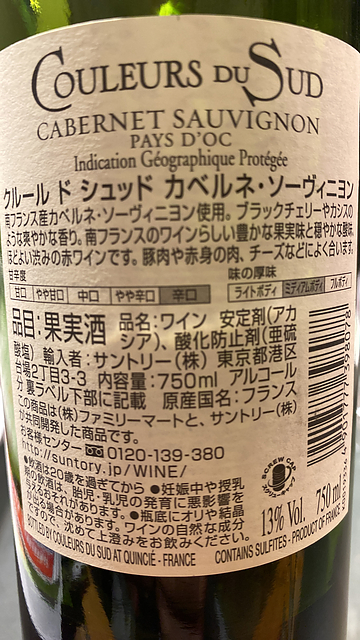 COULEURS DU SUD
CABERNET SAUVIGNON
PAYS D'OC
Indication Géographique Protégée
クルール ド シュッド カベルネ・ソーヴィニヨン
南フランス産カベルネ・ソーヴィニヨン使用。ブラックチェリーやカシスの
ような爽やかな香り。南フランスのワインらしい豊かな果実味と穏やかな酸味、
ほどよい渋みの赤ワインです。豚肉や赤身の肉、チーズなどによく合います。
甘辛度 味の厚味
甘口 やや甘口 中口 やや辛口 辛口 ライトボディ ミディアムボディ フルボディ
品目:果実酒 品名:ワイン 安定剤(アカ
シア)、酸化防止剤(亜硫
酸塩) 輸入者:サントリー(株) 東京都港区
台場2丁目3-3 内容量:750ml アルコール
分 裏ラベル下部に記載 原産国名:フランス
この商品は(株)ファミリーマートと、サントリー(株)
が共同開発した商品です。
お客様センター 0120-139-380
http://suntory.jp/WINE/
●飲酒は20歳を過ぎてから ●妊娠中や授乳
期の飲酒は、胎児・乳児の発育に悪影響を
与えるおそれがあります。●瓶底にオリや結晶
がある場合があります。ワインの自然な成分
ですので、沈めて上澄みをお飲みください。
SCREW CAP
13% Vol. 750 ml
BOTTLED BY COULEURS DU SUD AT QUINCIÉ - FRANCE CONTAINS SULFITES - PRODUCT OF FRANCE